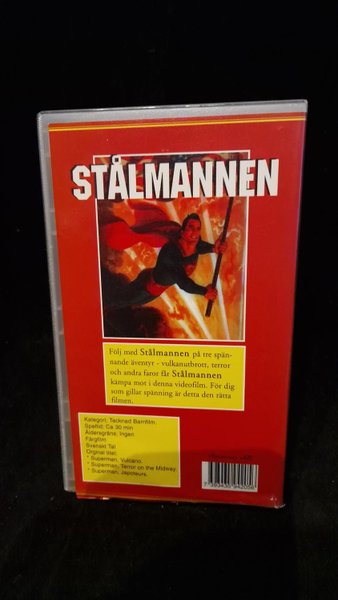 STÅLMANNEN
Följ med Stålmannen på tre spän-
nande äventyr - vulkanutbrott, terror
och andra faror får Stålmannen
kämpa mot i denna videofilm. För dig
som gillar spänning är detta den rätta
filmen.
Kategori: Tecknad Barnfilm.
Speltid: Ca 30 min
Åldersgräns: Ingen
Färgfilm
Svenskt Tal
Original titel:
* Superman, Vulcano.
* Superman, Terror on the Midway.
* Superman, Japoteurs.